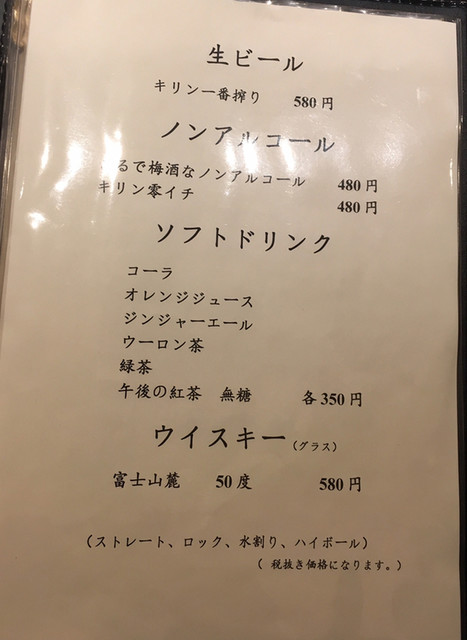 生ビール
キリン一番搾り 580円
ノンアルコール
るで梅酒なノンアルコール 480円
キリン零イチ 480円
ソフトドリンク
コーラ
オレンジジュース
ジンジャーエール
ウーロン茶
緑茶
午後の紅茶 無糖 各350円
ウイスキー（グラス）
富士山麓 50度 580円
（ストレート、ロック、水割り、ハイボール）
（税抜き価格になります。）